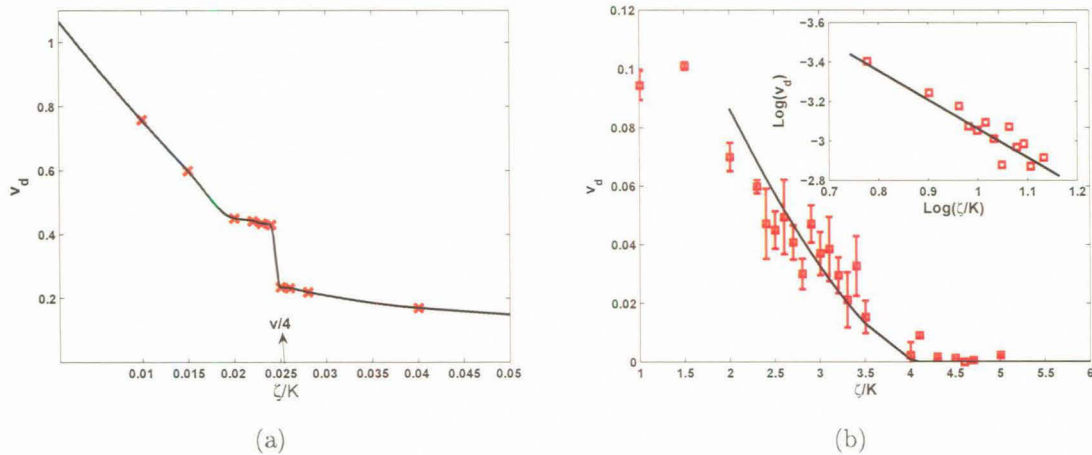 1
0.8
0.6
0.4
0.2
v_d
v/4
0.01 0.015 0.02 0.025 0.03 0.035 0.04 0.045 0.05
ζ/K
(a)
0.12
0.1
0.08
0.06
0.04
0.02
0
v_d
1 1.5 2 2.5 3 3.5 4 4.5 5 5.5 6
ζ/K
-3.6
-3.4
-3.2
-3
-2.8
Log(v_d)
0.7 0.8 0.9 1 1.1 1.2
Log(ζ/K)
(b)